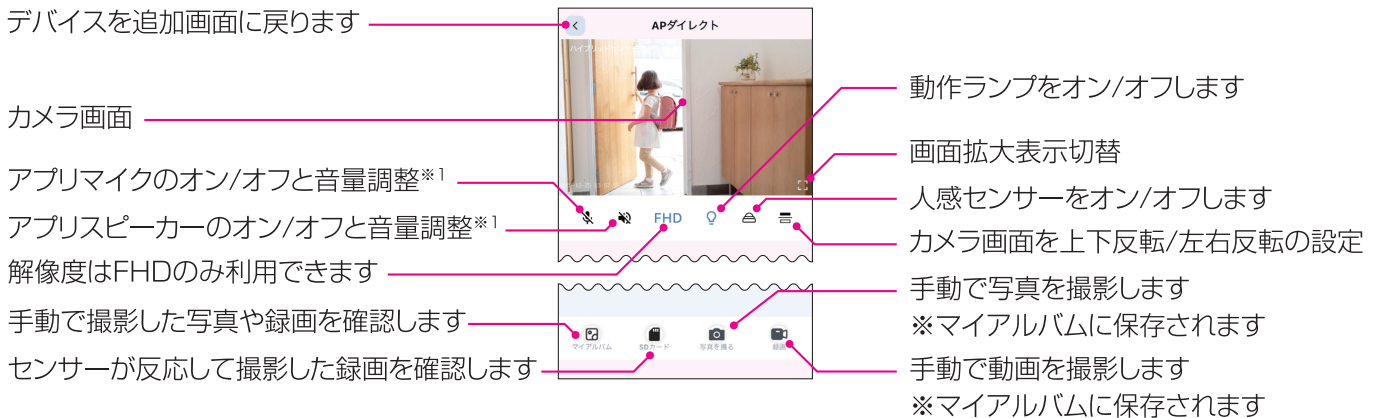 デバイスを追加画面に戻ります
カメラ画面
アプリマイクのオン/オフと音量調整※1
アプリスピーカーのオン/オフと音量調整※1
解像度はFHDのみ利用できます
手動で撮影した写真や録画を確認します
センサーが反応して撮影した録画を確認します
APダイレクト
FHD
マイアルバム
SDカード
写真を撮る
録画
動作ランプをオン/オフします
画面拡大表示切替
人感センサーをオン/オフします
カメラ画面を上下反転/左右反転の設定
手動で写真を撮影します
※マイアルバムに保存されます
手動で動画を撮影します
※マイアルバムに保存されます